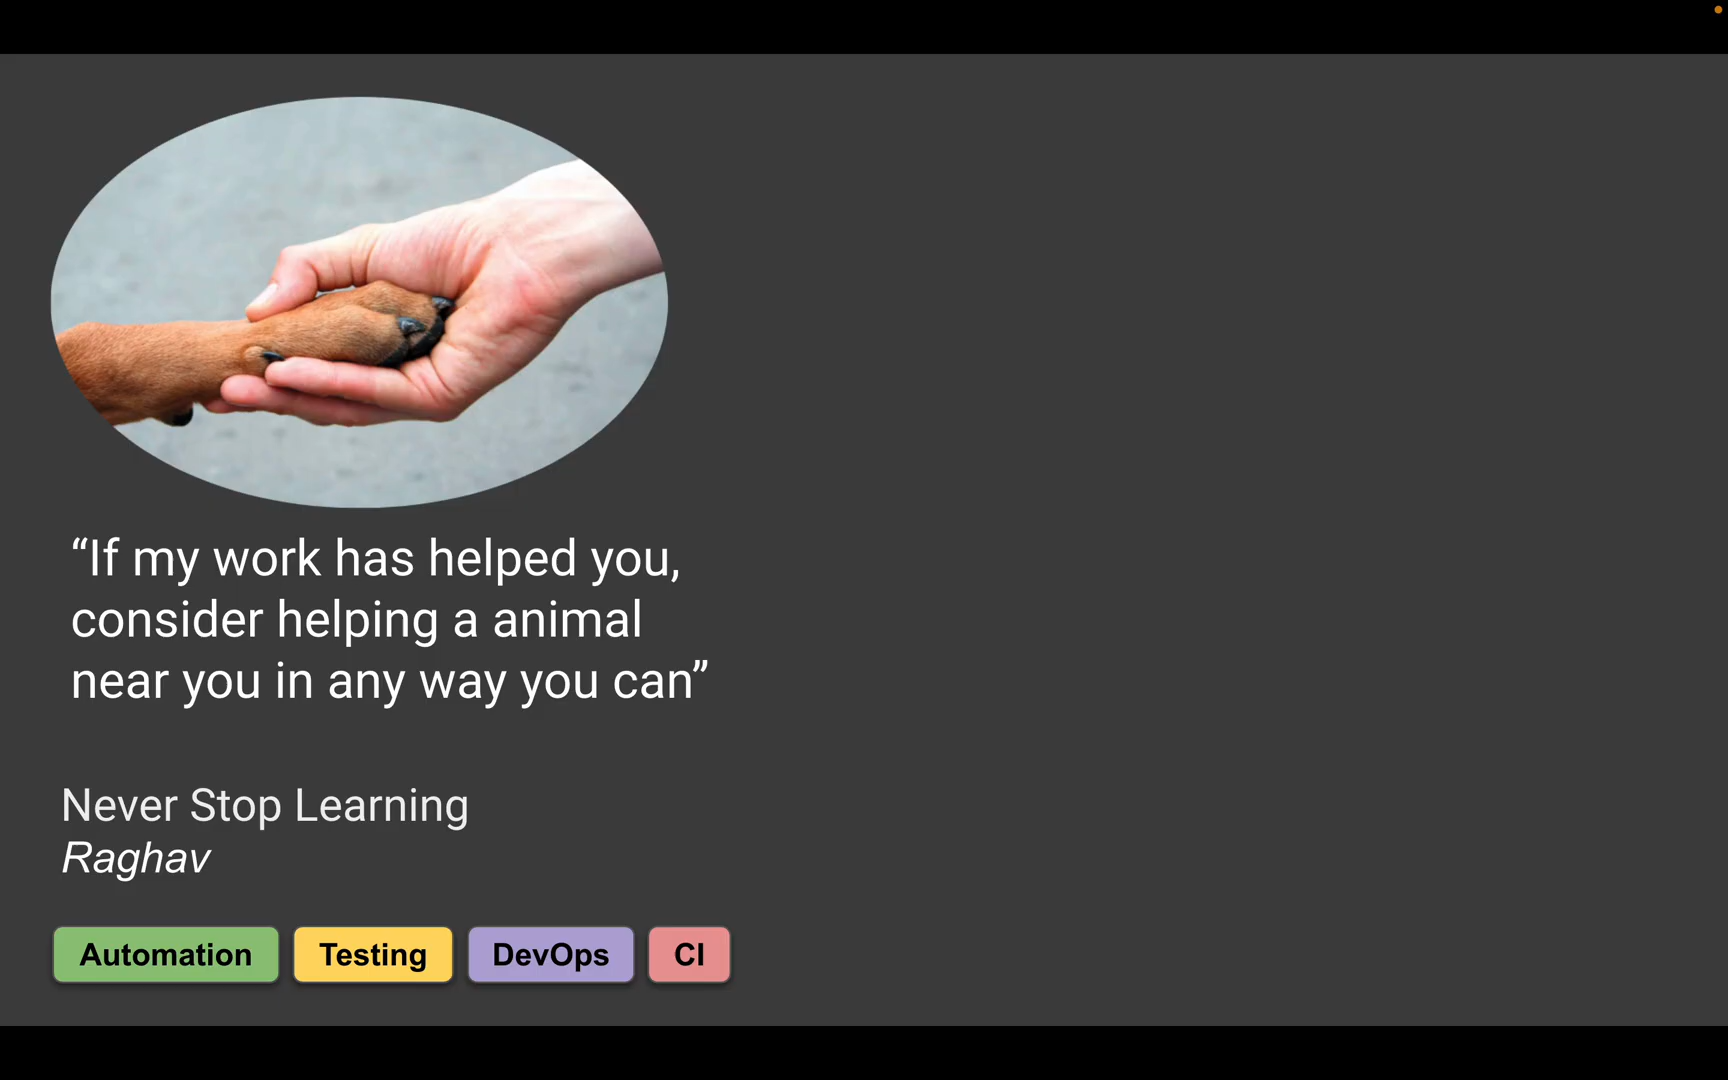 “If my work has helped you,
consider helping a animal
near you in any way you can”
Never Stop Learning
Raghav
Automation Testing DevOps CI